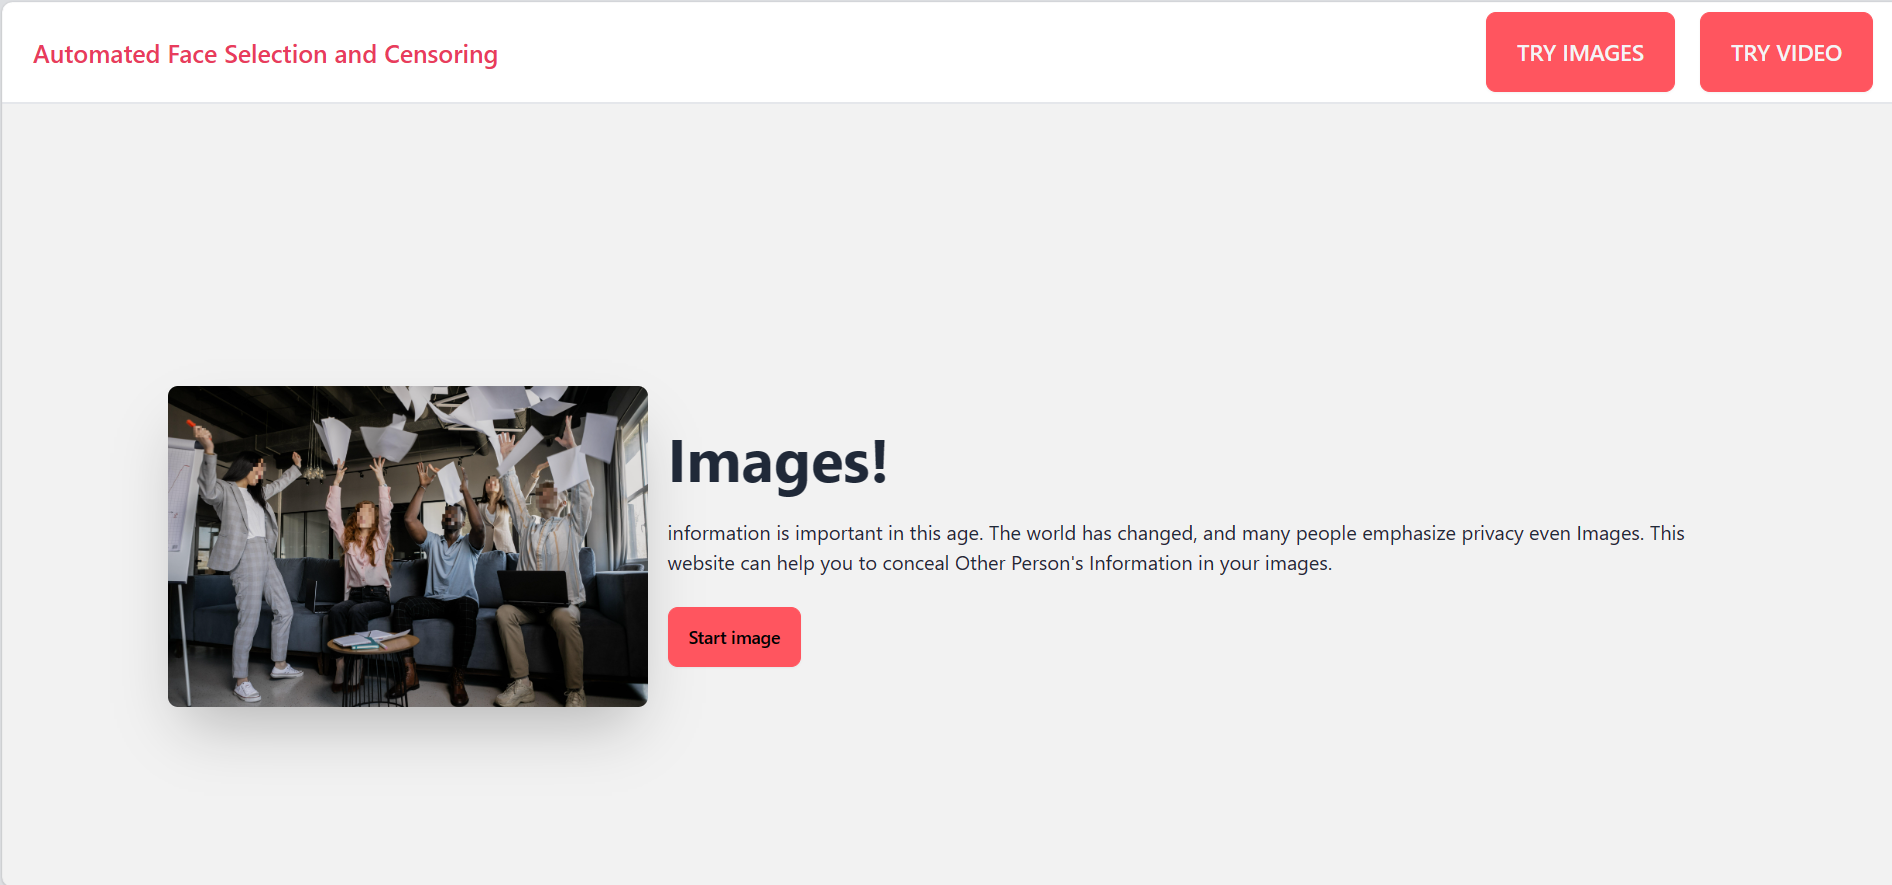 Automated Face Selection and Censoring
TRY IMAGES
TRY VIDEO
Images!
information is important in this age. The world has changed, and many people emphasize privacy even Images. This
website can help you to conceal Other Person's Information in your images.
Start image